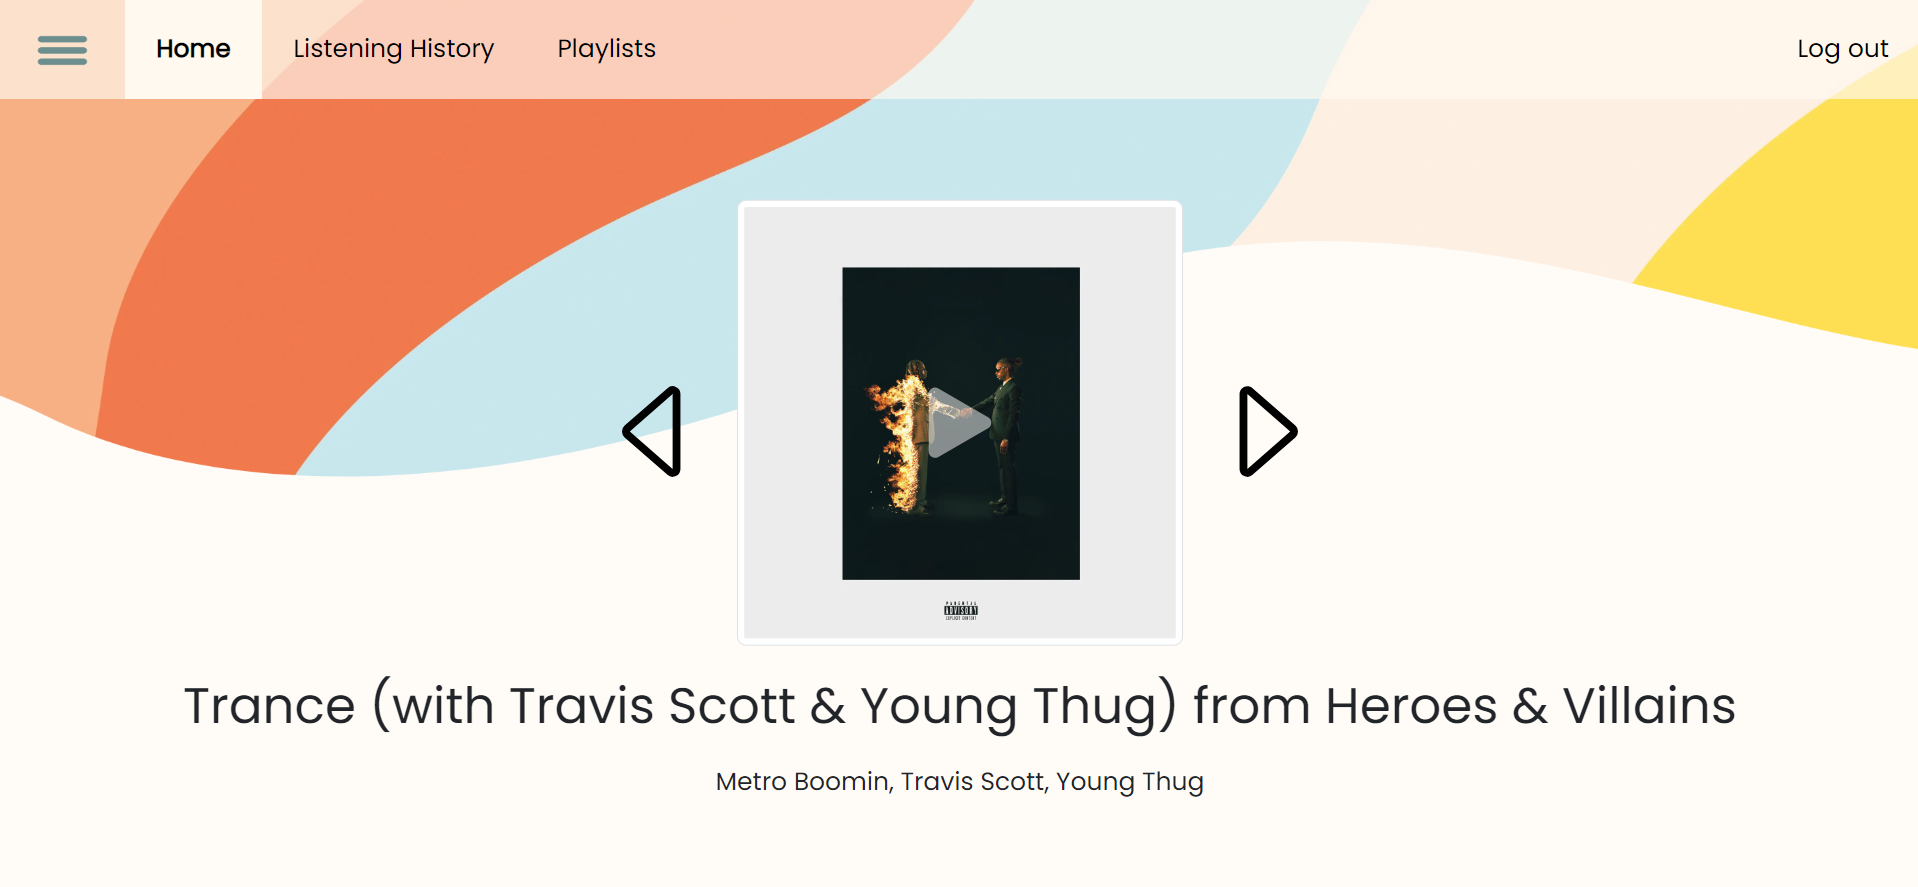 Home
Listening History
Playlists
Log out
PARENTAL
ADVISORY
EXPLICIT CONTENT
Trance (with Travis Scott & Young Thug) from Heroes & Villains
Metro Boomin, Travis Scott, Young Thug